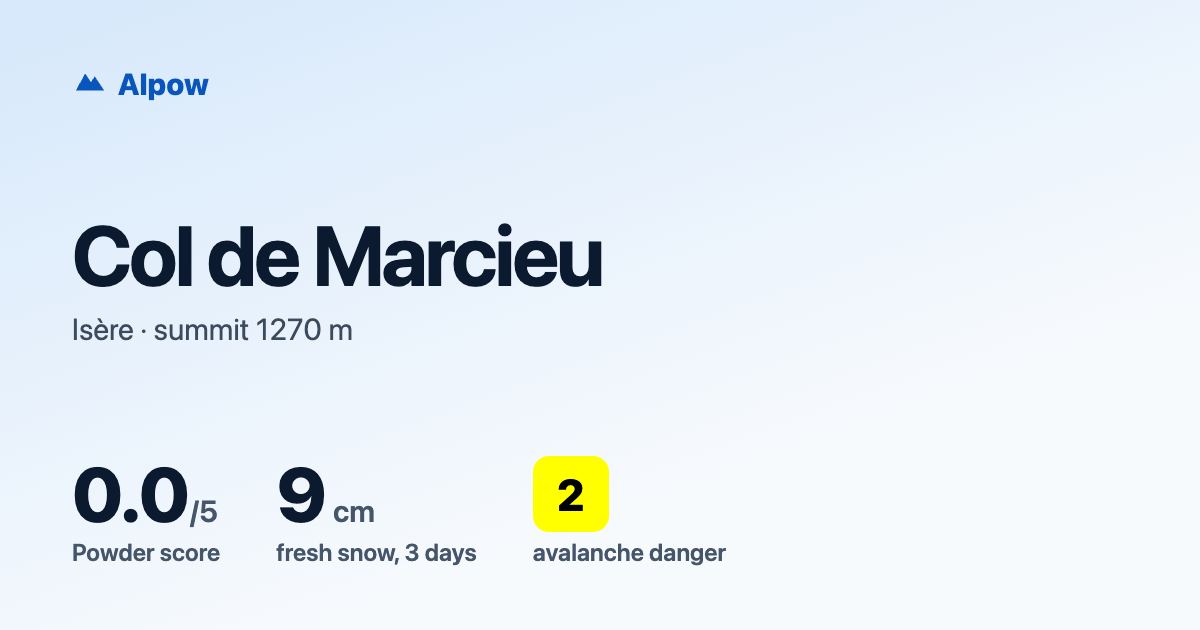 Alpow
Col de Marcieu
Isère · summit 1270 m
0.0/5
Powder score
9 cm
fresh snow, 3 days
2
avalanche danger